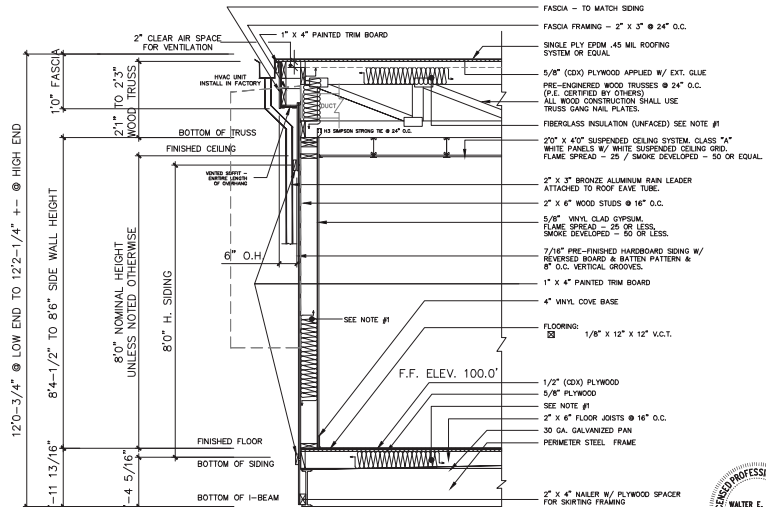 FASCIA – TO MATCH SIDING
FASCIA FRAMING – 2" X 3" @ 24" O.C.
1" X 4" PAINTED TRIM BOARD
2" CLEAR AIR SPACE
FOR VENTILATION
SINGLE PLY EPDM .45 MIL ROOFING
SYSTEM OR EQUAL
HVAC UNIT
INSTALL IN FACTORY
5/8" (CDX) PLYWOOD APPLIED W/ EXT. GLUE
PRE–ENGINERED WOOD TRUSSES @ 24" O.C.
(P.E. CERTIFIED BY OTHERS)
ALL WOOD CONSTRUCTION SHALL USE
TRUSS GANG NAIL PLATES.
DUCT
FIBERGLASS INSULATION (UNFACED) SEE NOTE #1
BOTTOM OF TRUSS
H3 SIMPSON STRONG TIE @ 24" O.C.
FINISHED CEILING
2'0" X 4'0" SUSPENDED CEILING SYSTEM. CLASS "A"
WHITE PANELS W/ WHITE SUSPENDED CEILING GRID.
FLAME SPREAD – 25 / SMOKE DEVELOPED – 50 OR EQUAL.
VENTED SOFFIT –
ENRTIRE LENGTH
OF OVERHANG
2" X 3" BRONZE ALUMINUM RAIN LEADER
ATTACHED TO ROOF EAVE TUBE.
2" X 6" WOOD STUDS @ 16" O.C.
5/8" VINYL CLAD GYPSUM.
FLAME SPREAD – 25 OR LESS,
SMOKE DEVELOPED – 50 OR LESS.
7/16" PRE–FINISHED HARDBOARD SIDING W/
REVERSED BOARD & BATTEN PATTERN &
8" O.C. VERTICAL GROOVES.
6" O.H.
1" X 4" PAINTED TRIM BOARD
4" VINYL COVE BASE
SEE NOTE #1
FLOORING:
1/8" X 12" X 12" V.C.T.
F.F. ELEV. 100.0'
1/2" (CDX) PLYWOOD
5/8" PLYWOOD
SEE NOTE #1
2" X 6" FLOOR JOISTS @ 16" O.C.
30 GA. GALVANIZED PAN
PERIMETER STEEL FRAME
FINISHED FLOOR
BOTTOM OF SIDING
BOTTOM OF I–BEAM
2" X 4" NAILER W/ PLYWOOD SPACER
FOR SKIRTING FRAMING
12'0–3/4" @ LOW END TO 12'2–1/4" +– @ HIGH END
1'0" FASCIA
8'4–1/2" TO 8'6" SIDE WALL HEIGHT
1'–11 13/16"
2'1" TO 2'3"
WOOD TRUSS
8'0" NOMINAL HEIGHT
UNLESS NOTED OTHERWISE
–4 5/16"
8'0" H. SIDING
WALTER E.